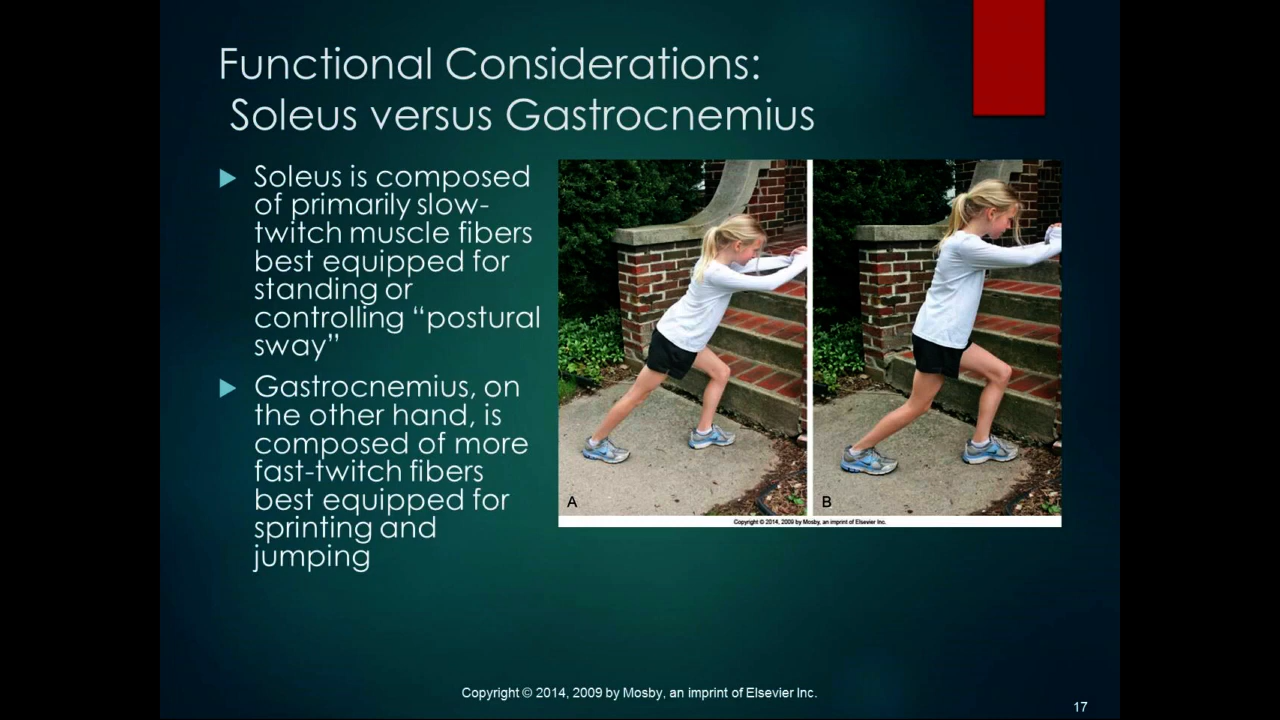 Functional Considerations:
Soleus versus Gastrocnemius
Soleus is composed
of primarily slow-
twitch muscle fibers
best equipped for
standing or
controlling “postural
sway”
Gastrocnemius, on
the other hand, is
composed of more
fast-twitch fibers
best equipped for
sprinting and
jumping
A
B
Copyright © 2014, 2009 by Mosby, an imprint of Elsevier Inc.
Copyright © 2014, 2009 by Mosby, an imprint of Elsevier Inc.
17